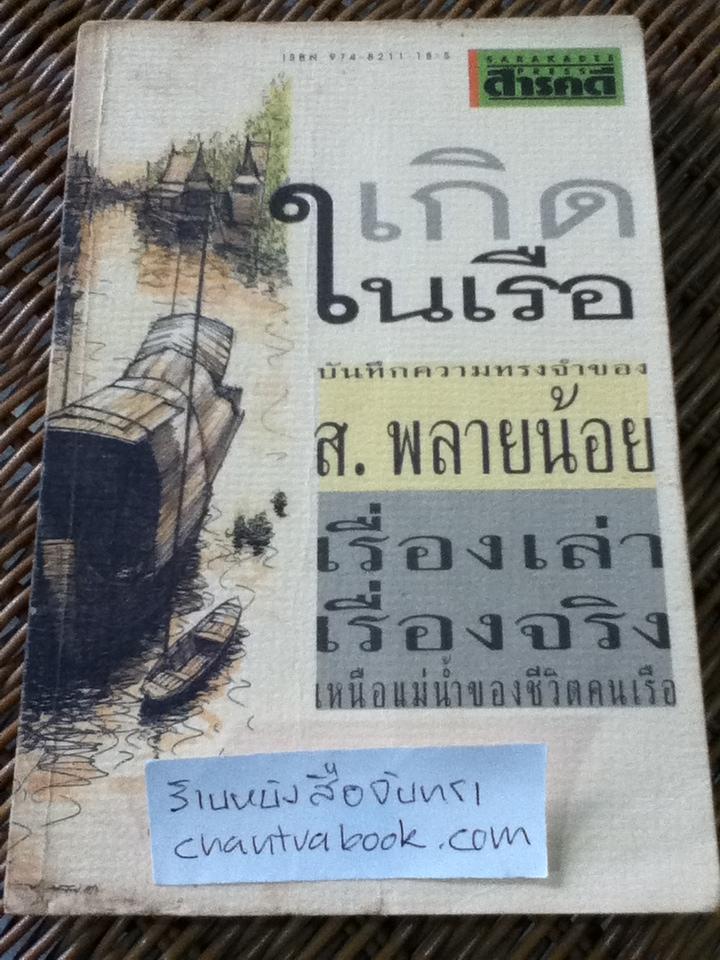 ISBN 974-8211-18-5
SARAKADEE
PRESS
สารคดี
เกิด
ในเรือ
บันทึกความทรงจำของ
ส. พลายน้อย
เรื่องเล่า
เรื่องจริง
เหนือแม่น้ำของชีวิตคนเรือ
ร้านหนังสือจันทรา
chantrabook.com